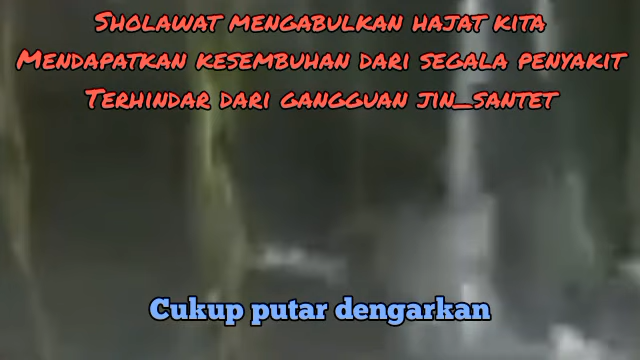 Sholawat mengabulkan hajat kita
Mendapatkan kesembuhan dari segala penyakit
Terhindar dari gangguan jin_santet
Cukup putar dengarkan